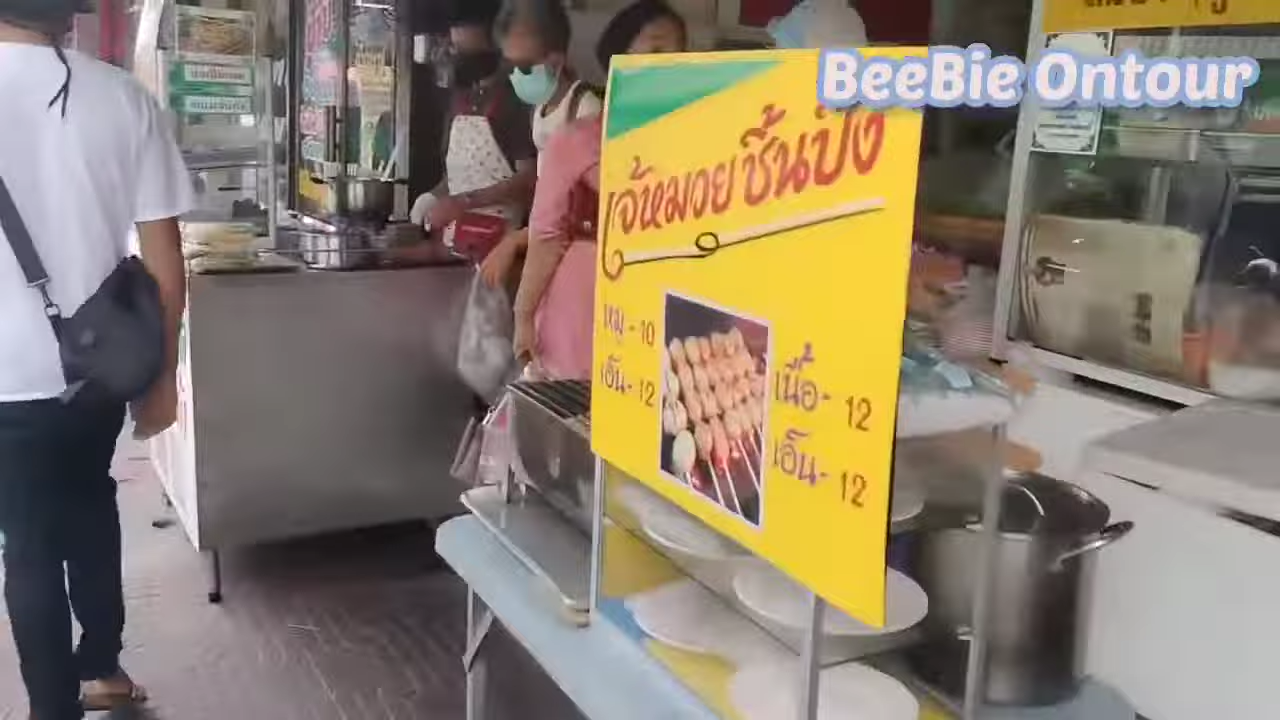 BeeBie Ontour
เจ้หมวยชิ้นปิ้ง
หมู - 10
เอ็น - 12
เนื้อ - 12
เอ็น - 12